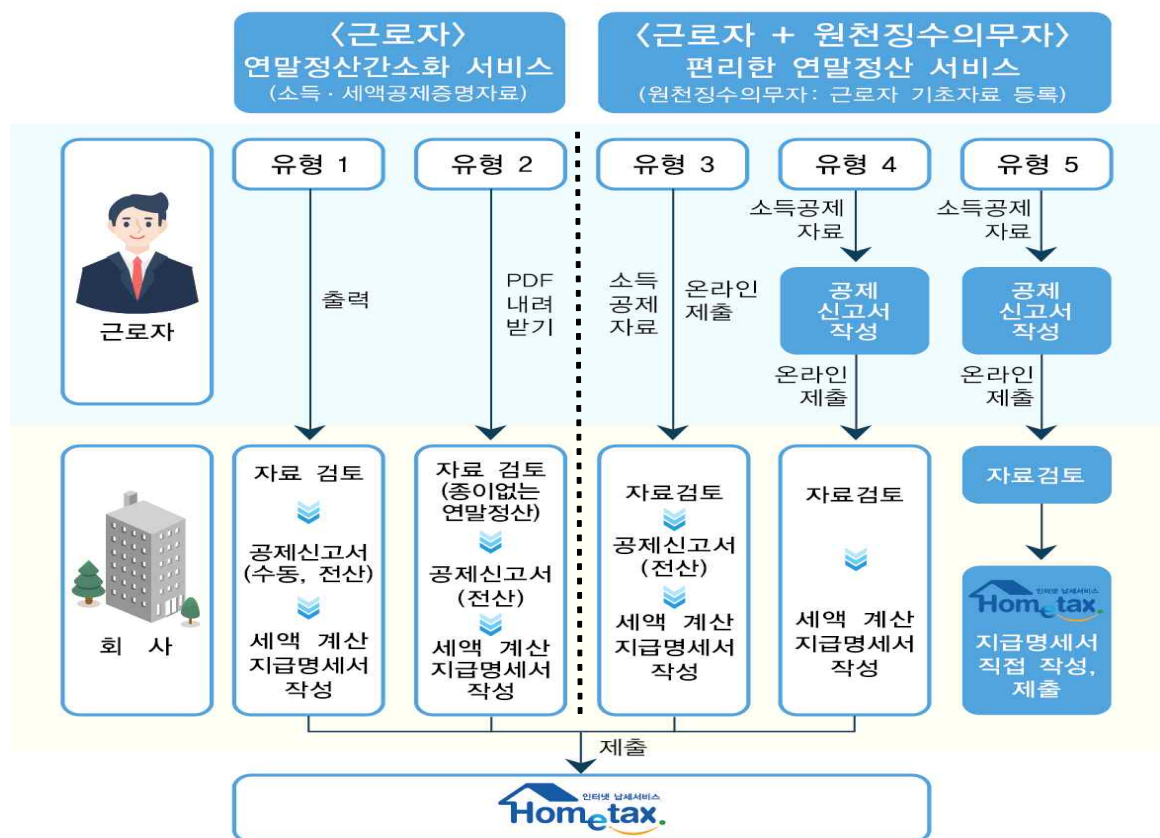 <근로자>
연말정산간소화 서비스
(소득·세액공제증명자료)
<근로자 + 원천징수의무자>
편리한 연말정산 서비스
(원천징수의무자: 근로자 기초자료 등록)
근로자
유형 1
출력
유형 2
PDF
내려
받기
유형 3
소득
공제
자료
온라인
제출
유형 4
소득공제
자료
공제
신고서
작성
온라인
제출
유형 5
소득공제
자료
공제
신고서
작성
온라인
제출
회 사
자료 검토
공제신고서
(수동, 전산)
세액 계산
지급명세서
작성
자료 검토
(종이없는
연말정산)
공제신고서
(전산)
세액 계산
지급명세서
작성
자료검토
공제신고서
(전산)
세액 계산
지급명세서
작성
자료검토
세액 계산
지급명세서
작성
자료검토
인터넷 납세서비스
Hometax.
지급명세서
직접 작성,
제출
제출
인터넷 납세서비스
Hometax.